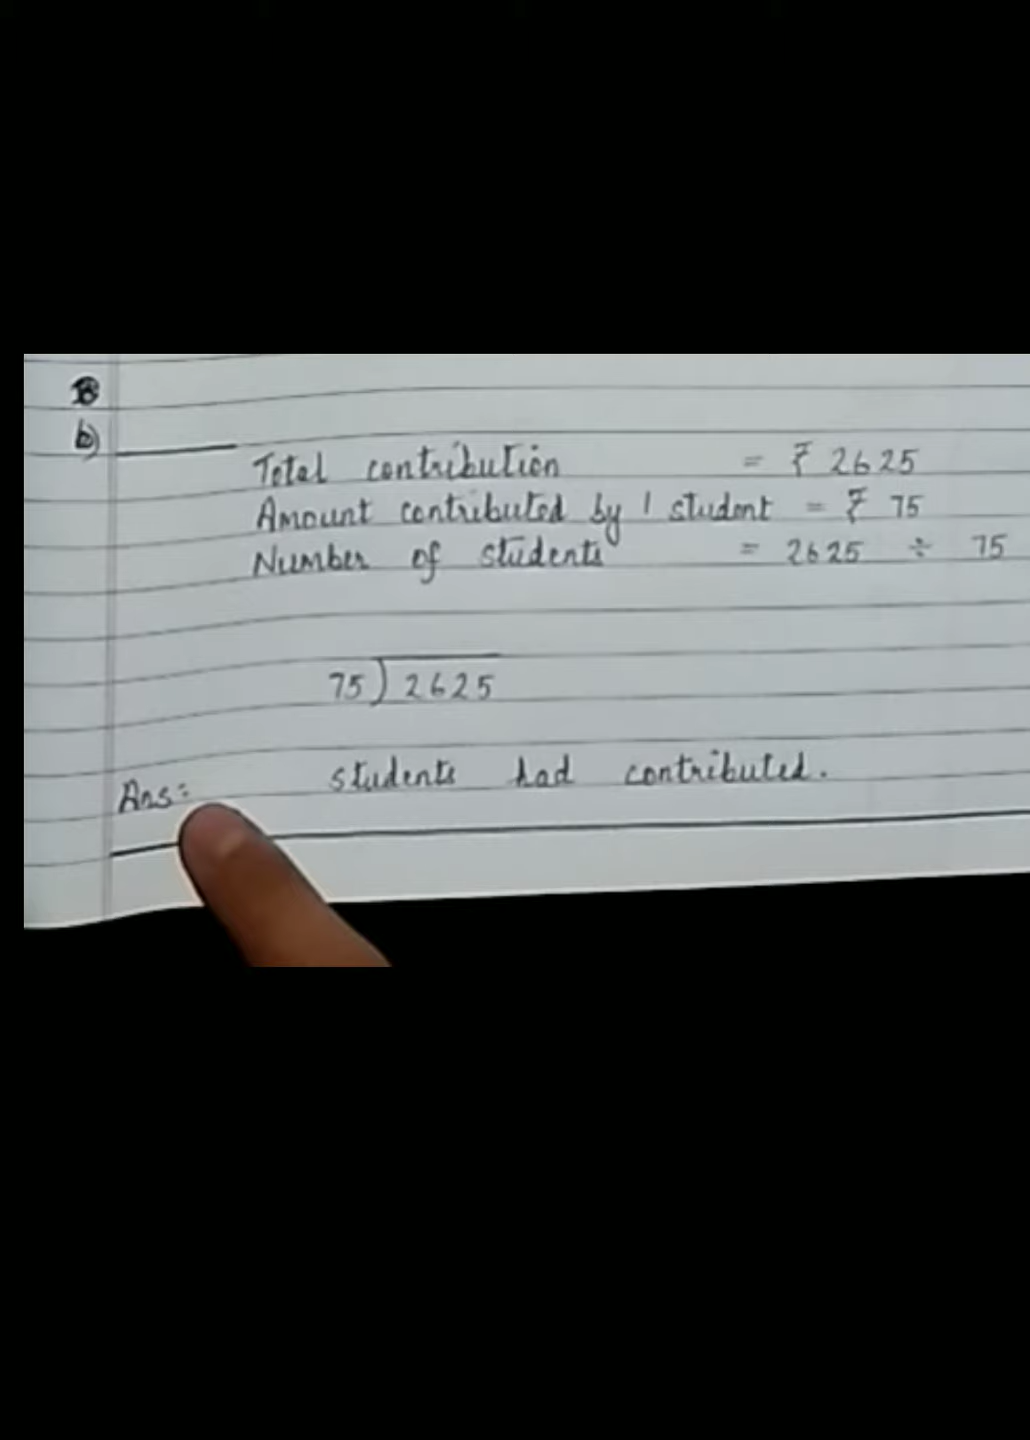 B
b)
Total contribution = ₹ 2625
Amount contributed by 1 student = ₹ 75
Number of students = 2625 ÷ 75
75)2625
Ans: students had contributed.